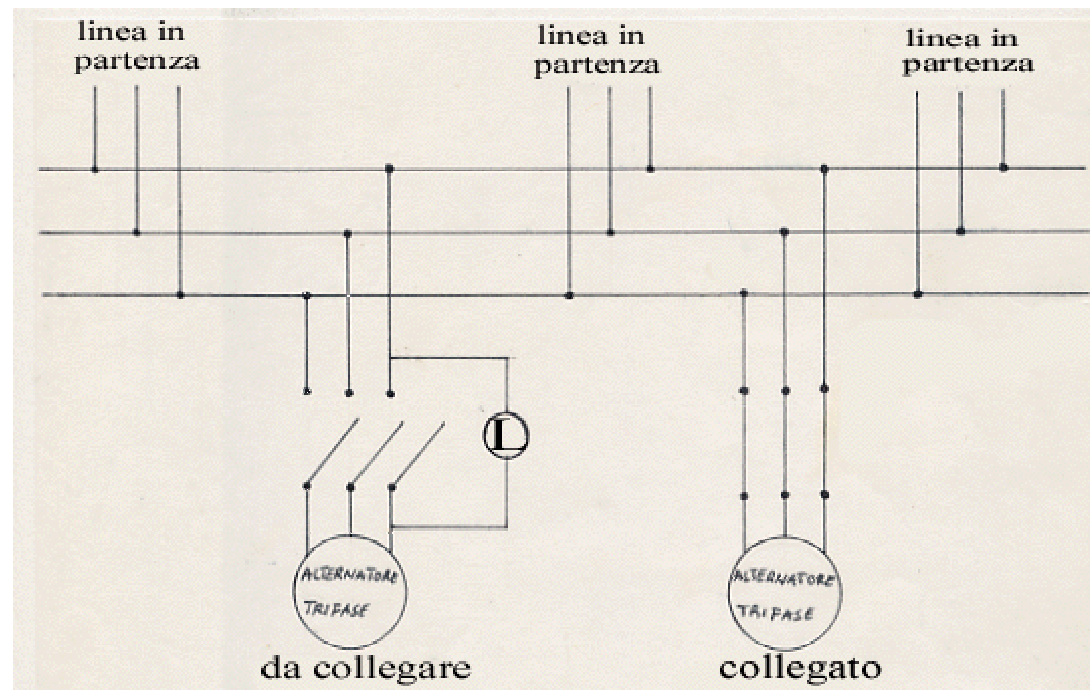 linea in
partenza
linea in
partenza
linea in
partenza
L
ALTERNATORE
TRIFASE
ALTERNATORE
TRIFASE
da collegare
collegato